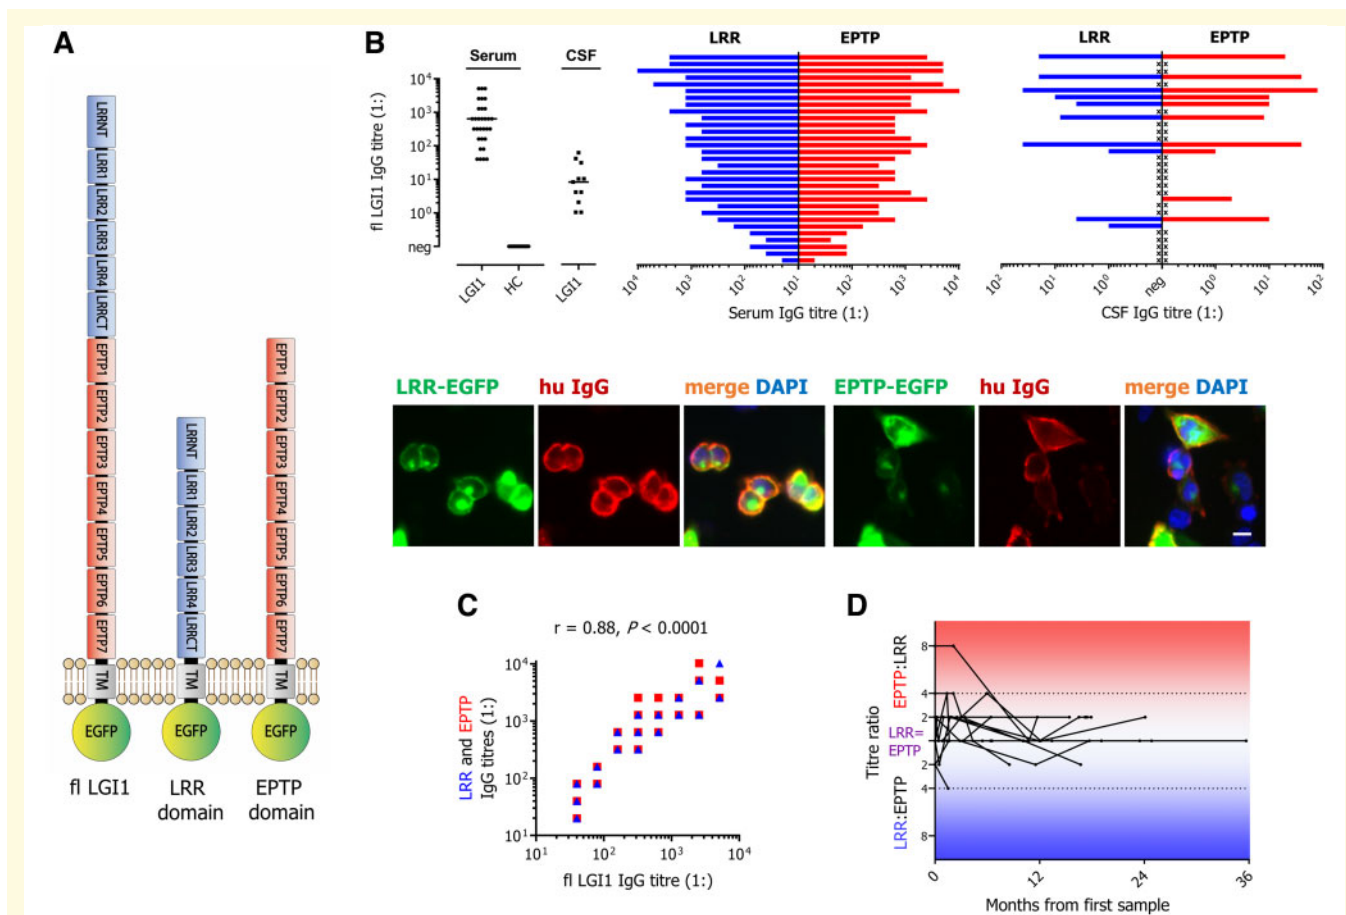 A
LRRNT
LRR1
LRR2
LRR3
LRR4
LRRCT
EPTP1
EPTP2
EPTP3
EPTP4
EPTP5
EPTP6
EPTP7
TM
EGFP
fl LGI1
LRRNT
LRR1
LRR2
LRR3
LRR4
LRRCT
TM
EGFP
LRR
domain
EPTP1
EPTP2
EPTP3
EPTP4
EPTP5
EPTP6
EPTP7
TM
EGFP
EPTP
domain
B
Serum CSF
fl LGI1 IgG titre (1:)
10⁴
10³
10²
10¹
10⁰
neg
LGI1 HC LGI1
LRR EPTP
10⁴ 10³ 10² 10¹ 10² 10³ 10⁴
Serum IgG titre (1:)
LRR EPTP
10² 10¹ 10⁰ neg 10⁰ 10¹ 10²
CSF IgG titre (1:)
LRR-EGFP hu IgG merge DAPI EPTP-EGFP hu IgG merge DAPI
C
r = 0.88, P < 0.0001
LRR and EPTP
IgG titres (1:)
10⁴
10³
10²
10¹
10¹ 10² 10³ 10⁴
fl LGI1 IgG titre (1:)
D
Titre ratio
EPTP:LRR
LRR=
EPTP
LRR:EPTP
8
4
2
2
4
8
0 12 24 36
Months from first sample